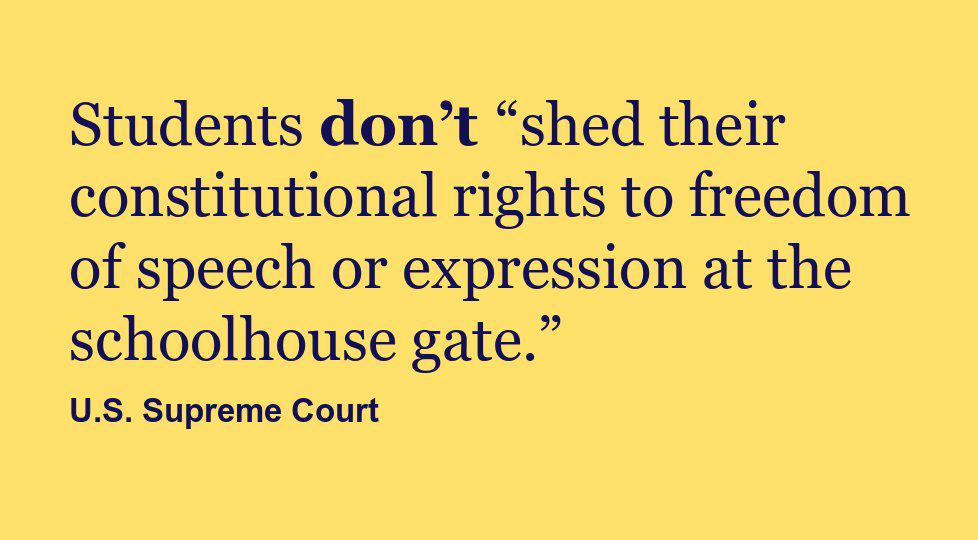 Students don’t “shed their
constitutional rights to freedom
of speech or expression at the
schoolhouse gate.”
U.S. Supreme Court